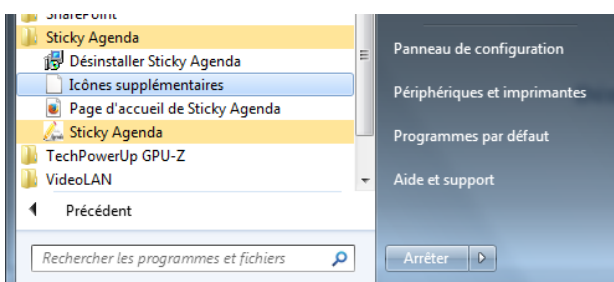 SharePoint
Sticky Agenda
Désinstaller Sticky Agenda
Icônes supplémentaires
Page d'accueil de Sticky Agenda
Sticky Agenda
TechPowerUp GPU-Z
VideoLAN
Précédent
Rechercher les programmes et fichiers
Panneau de configuration
Périphériques et imprimantes
Programmes par défaut
Aide et support
Arrêter